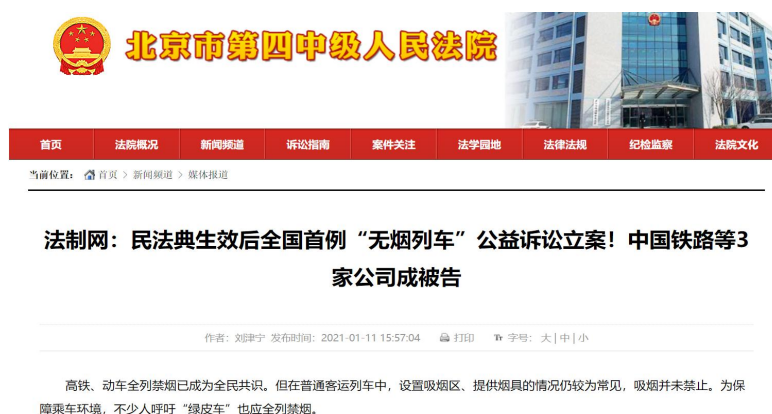 北京市第四中级人民法院
首页 法院概况 新闻频道 诉讼指南 案件关注 法学园地 法律法规 纪检监察 法院文化
当前位置： 首页 > 新闻频道 > 媒体报道
法制网：民法典生效后全国首例“无烟列车”公益诉讼立案！中国铁路等3
家公司成被告
作者：刘津宁 发布时间：2021-01-11 15:57:04 打印 Tr 字号：大 | 中 | 小
高铁、动车全列禁烟已成为全民共识。但在普通客运列车中，设置吸烟区、提供烟具的情况仍较为常见，吸烟并未禁止。为保
障乘车环境，不少人呼吁“绿皮车”也应全列禁烟。